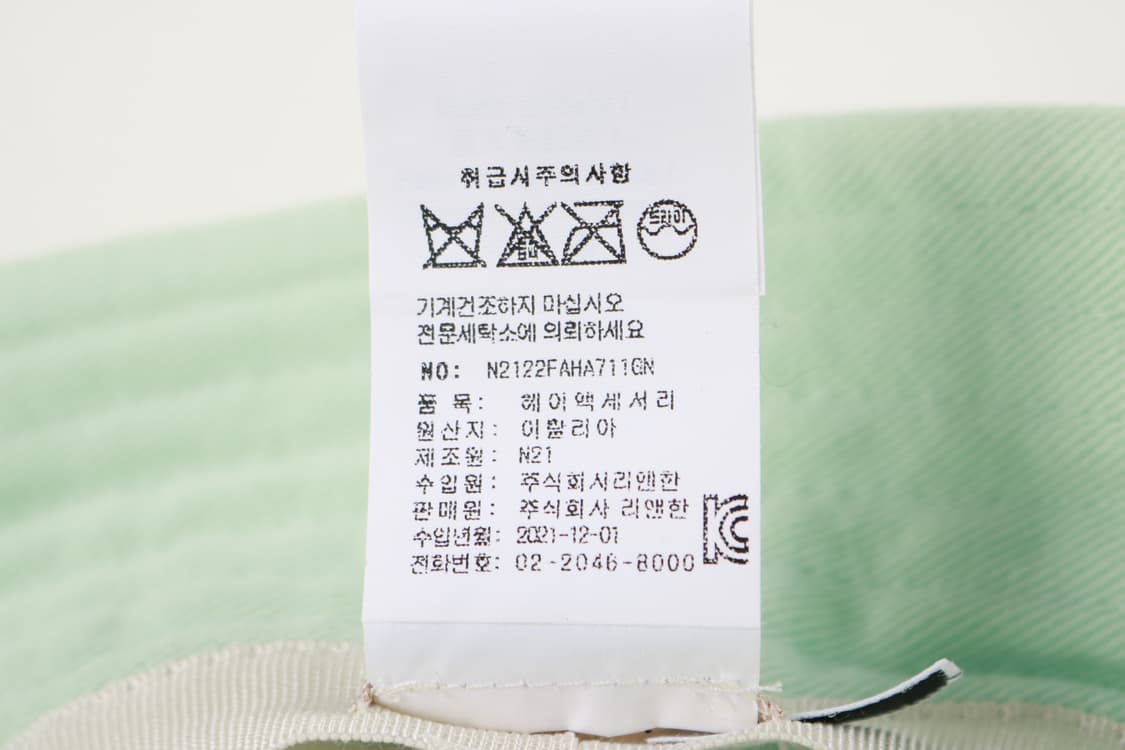 취급시주의사항
드라이
기계건조하지 마십시오
전문세탁소에 의뢰하세요
NO: N2122FAHA711GN
품 목: 헤어액세서리
원산지: 이탈리아
제조원: N21
수입원: 주식회사리앤한
판매원: 주식회사 리앤한
수입년월: 2021-12-01
전화번호: 02-2046-8000